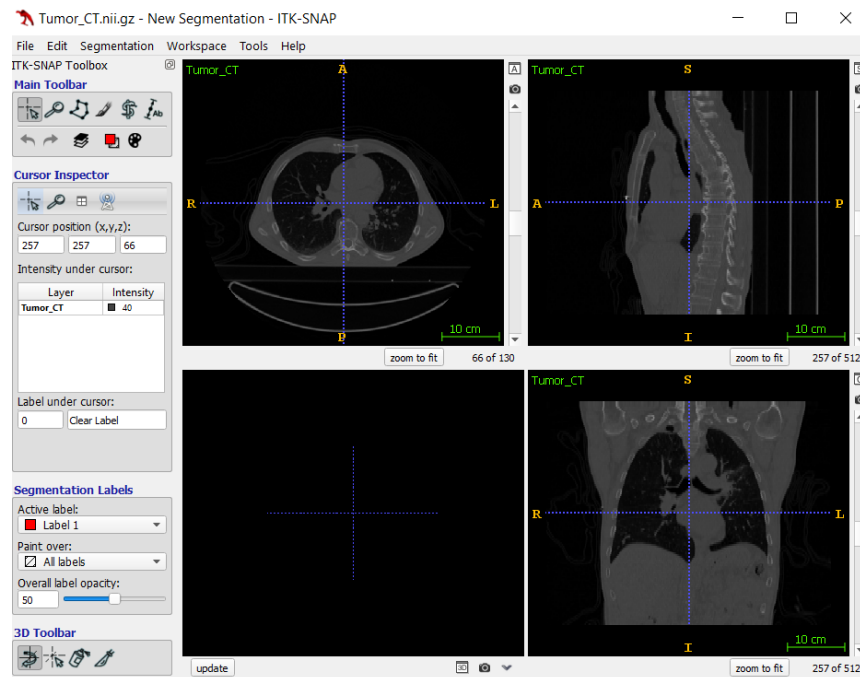 Tumor_CT.nii.gz - New Segmentation - ITK-SNAP
File Edit Segmentation Workspace Tools Help
ITK-SNAP Toolbox
Main Toolbar
Ab
Cursor Inspector
Cursor position (x,y,z):
257 257 66
Intensity under cursor:
Layer Intensity
Tumor_CT 40
Label under cursor:
0 Clear Label
Segmentation Labels
Active label:
Label 1
Paint over:
All labels
Overall label opacity:
50
3D Toolbar
Tumor_CT
A
A
R
L
P
10 cm
zoom to fit 66 of 130
Tumor_CT
S
A
P
I
10 cm
zoom to fit 257 of 512
update
3D
Tumor_CT
S
R
L
I
10 cm
zoom to fit 257 of 512